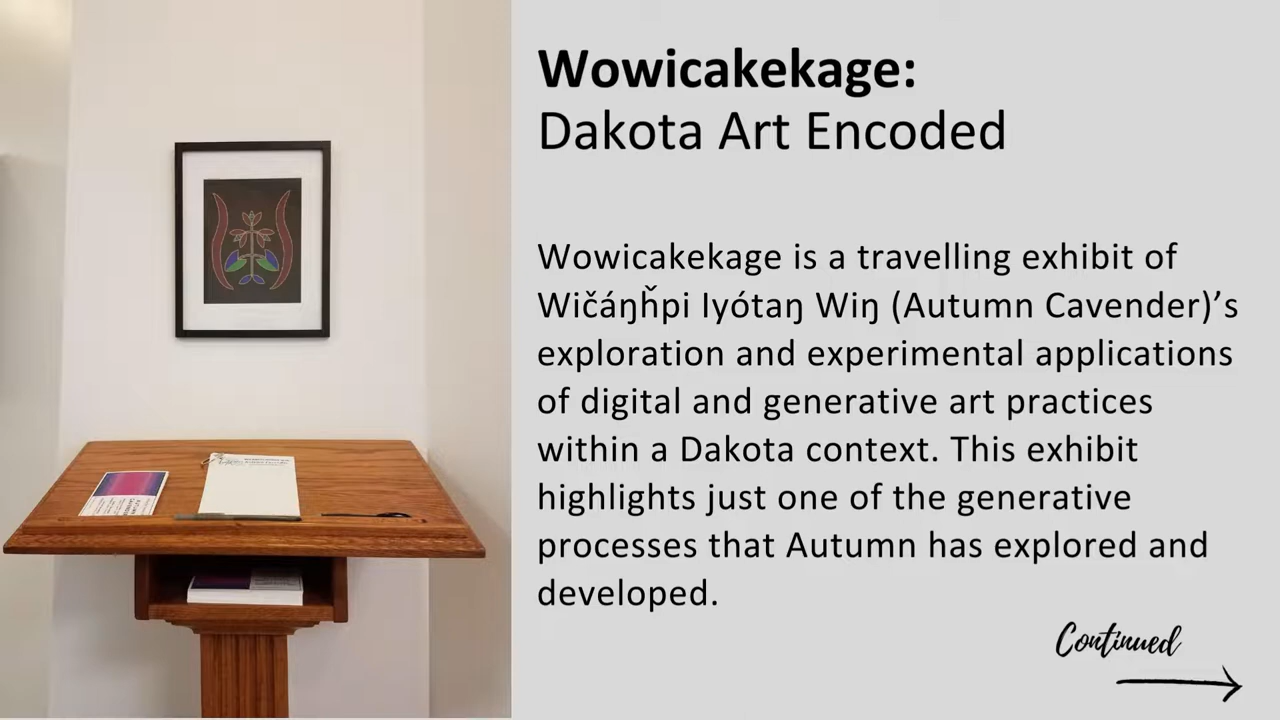 Wowicakekage:
Dakota Art Encoded
Wowicakekage is a travelling exhibit of
Wičáŋȟpi Iyótaŋ Wiŋ (Autumn Cavender)’s
exploration and experimental applications
of digital and generative art practices
within a Dakota context. This exhibit
highlights just one of the generative
processes that Autumn has explored and
developed.
Continued